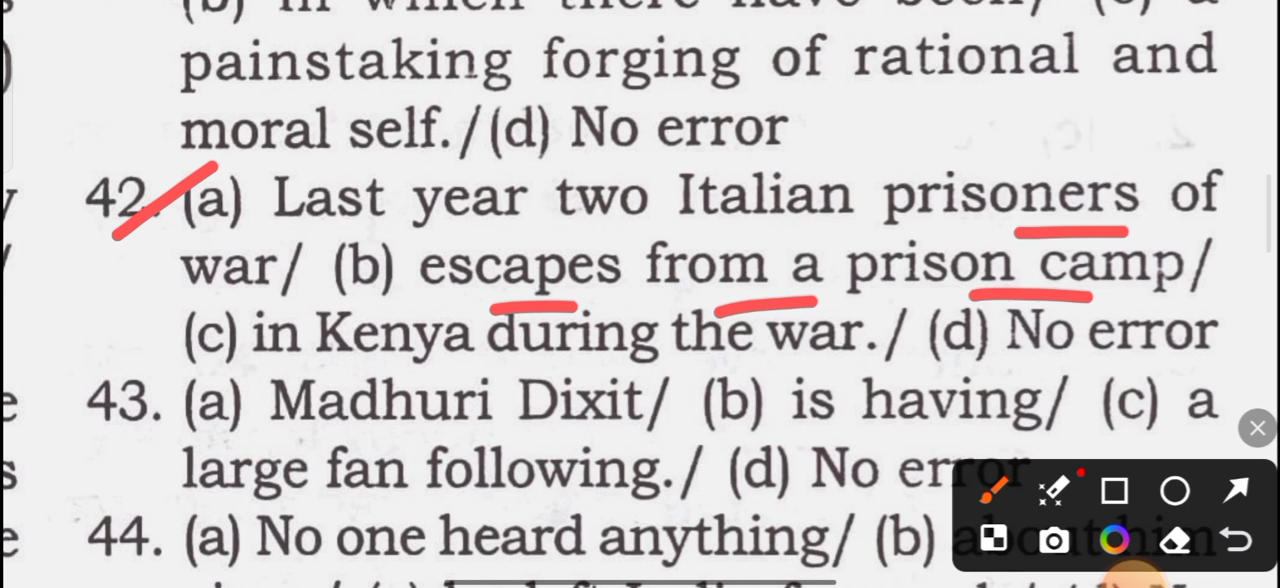 painstaking forging of rational and
moral self./(d) No error
42. (a) Last year two Italian prisoners of
war/ (b) escapes from a prison camp/
(c) in Kenya during the war./ (d) No error
43. (a) Madhuri Dixit/ (b) is having/ (c) a
large fan following./ (d) No error
44. (a) No one heard anything/ (b) about him